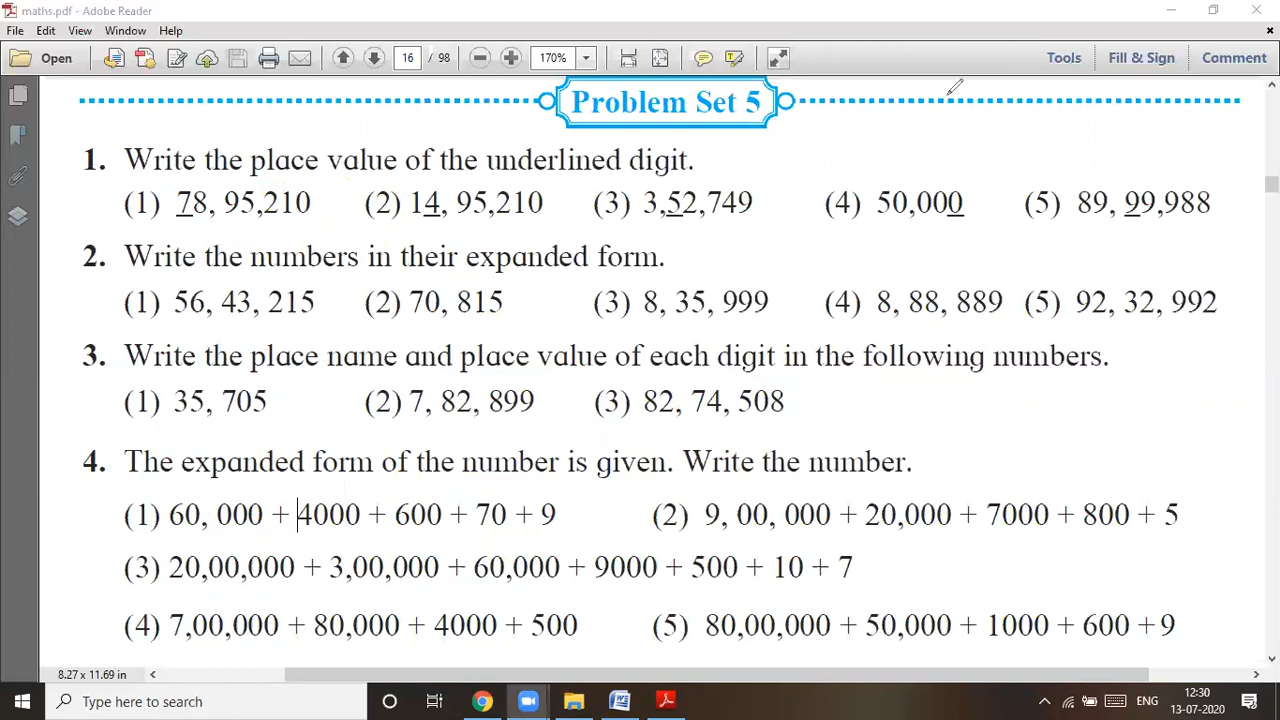 maths.pdf - Adobe Reader
File Edit View Window Help
Open 16 / 98 170% Tools Fill & Sign Comment
Problem Set 5
1. Write the place value of the underlined digit.
(1) 78, 95,210 (2) 14, 95,210 (3) 3,52,749 (4) 50,000 (5) 89, 99,988
2. Write the numbers in their expanded form.
(1) 56, 43, 215 (2) 70, 815 (3) 8, 35, 999 (4) 8, 88, 889 (5) 92, 32, 992
3. Write the place name and place value of each digit in the following numbers.
(1) 35, 705 (2) 7, 82, 899 (3) 82, 74, 508
4. The expanded form of the number is given. Write the number.
(1) 60, 000 + 4000 + 600 + 70 + 9 (2) 9, 00, 000 + 20,000 + 7000 + 800 + 5
(3) 20,00,000 + 3,00,000 + 60,000 + 9000 + 500 + 10 + 7
(4) 7,00,000 + 80,000 + 4000 + 500 (5) 80,00,000 + 50,000 + 1000 + 600 + 9
8.27 x 11.69 in
Type here to search ENG 12:30
13-07-2020